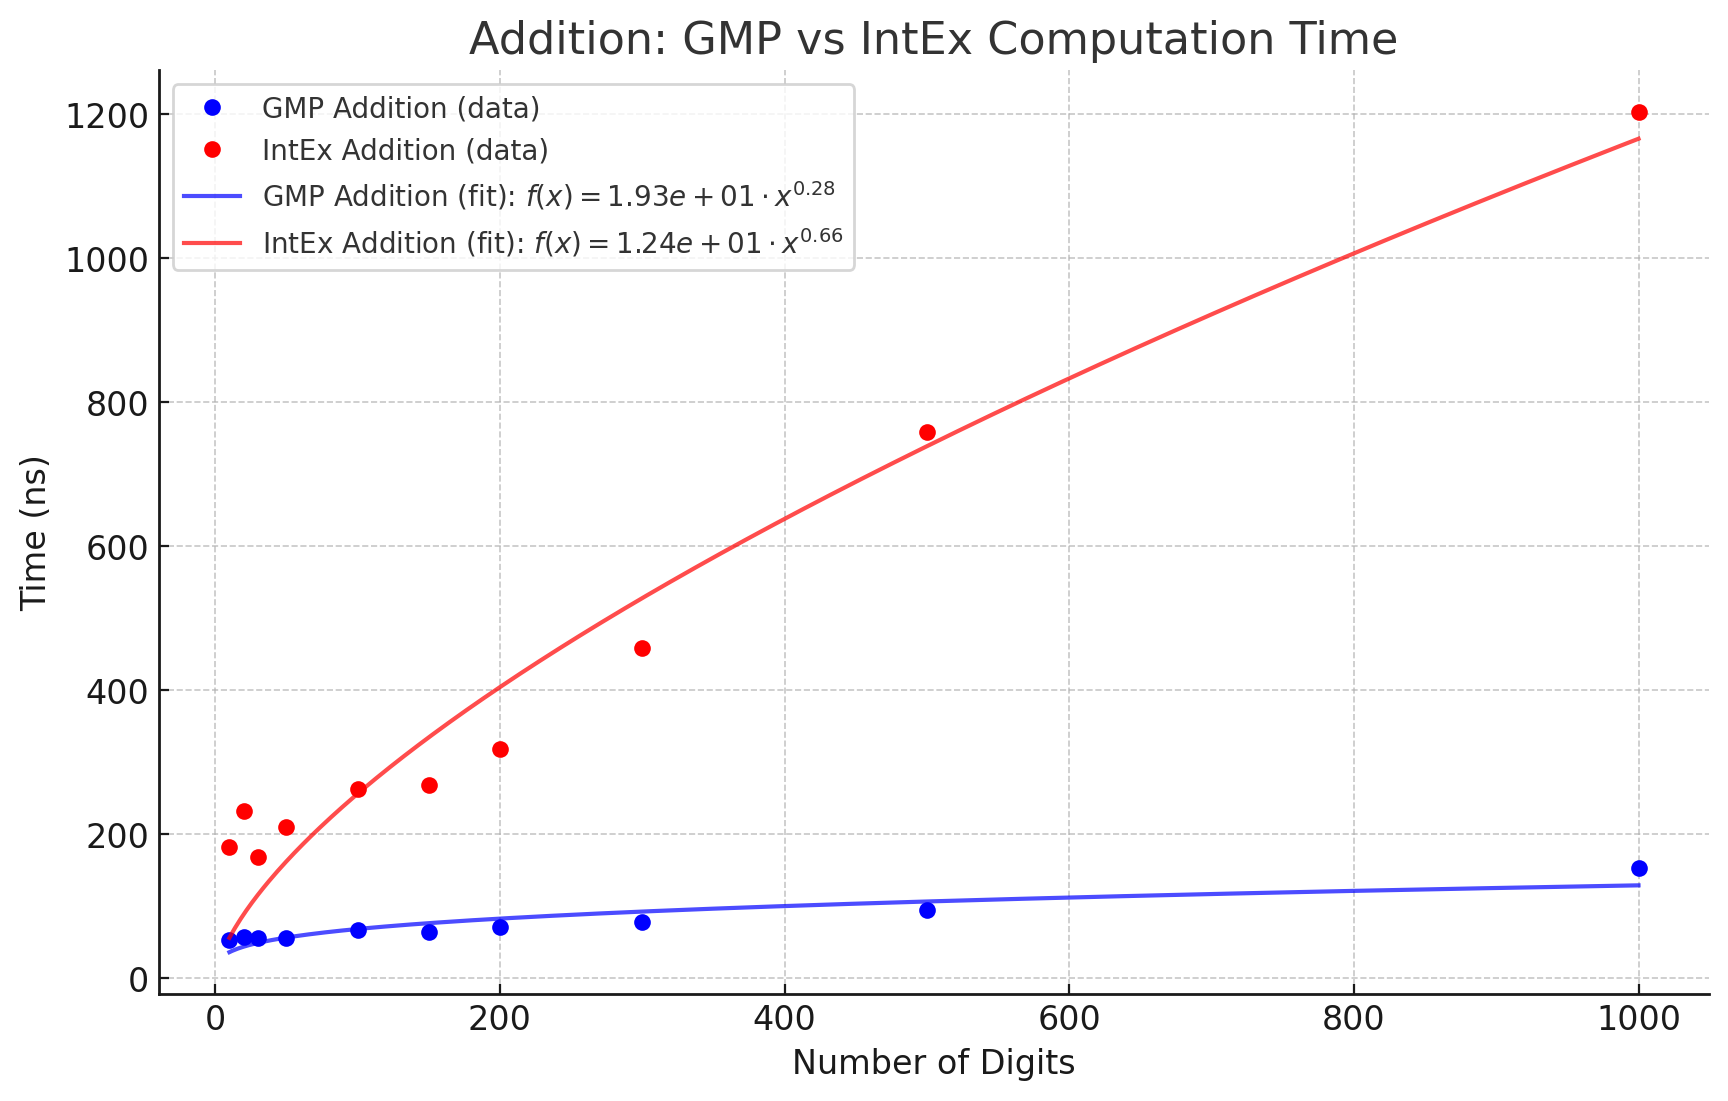 Addition: GMP vs IntEx Computation Time
GMP Addition (data)
IntEx Addition (data)
GMP Addition (fit): f(x) = 1.93e + 01 · x^0.28
IntEx Addition (fit): f(x) = 1.24e + 01 · x^0.66
1200
1000
800
600
400
200
0
Time (ns)
0 200 400 600 800 1000
Number of Digits